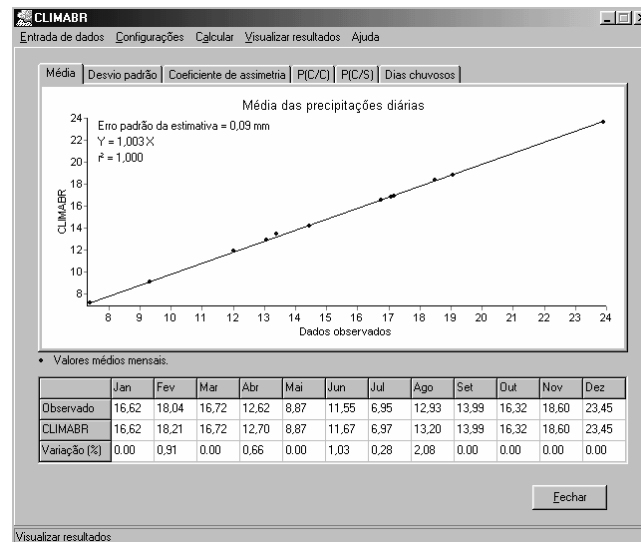 CLIMABR
Entrada de dados Configurações Calcular Visualizar resultados Ajuda
Média Desvio padrão Coeficiente de assimetria P(C/C) P(C/S) Dias chuvosos
Média das precipitações diárias
Erro padrão da estimativa = 0,09 mm
Y = 1,003 X
r² = 1,000
CLIMABR
24
22
20
18
16
14
12
10
8
8 9 10 11 12 13 14 15 16 17 18 19 20 21 22 23 24
Dados observados
• Valores médios mensais.
Jan Fev Mar Abr Mai Jun Jul Ago Set Out Nov Dez
Observado 16,62 18,04 16,72 12,62 8,87 11,55 6,95 12,93 13,99 16,32 18,60 23,45
CLIMABR 16,62 18,21 16,72 12,70 8,87 11,67 6,97 13,20 13,99 16,32 18,60 23,45
Variação (%) 0.00 0,91 0.00 0,66 0.00 1,03 0,28 2,08 0.00 0.00 0.00 0.00
Fechar
Visualizar resultados